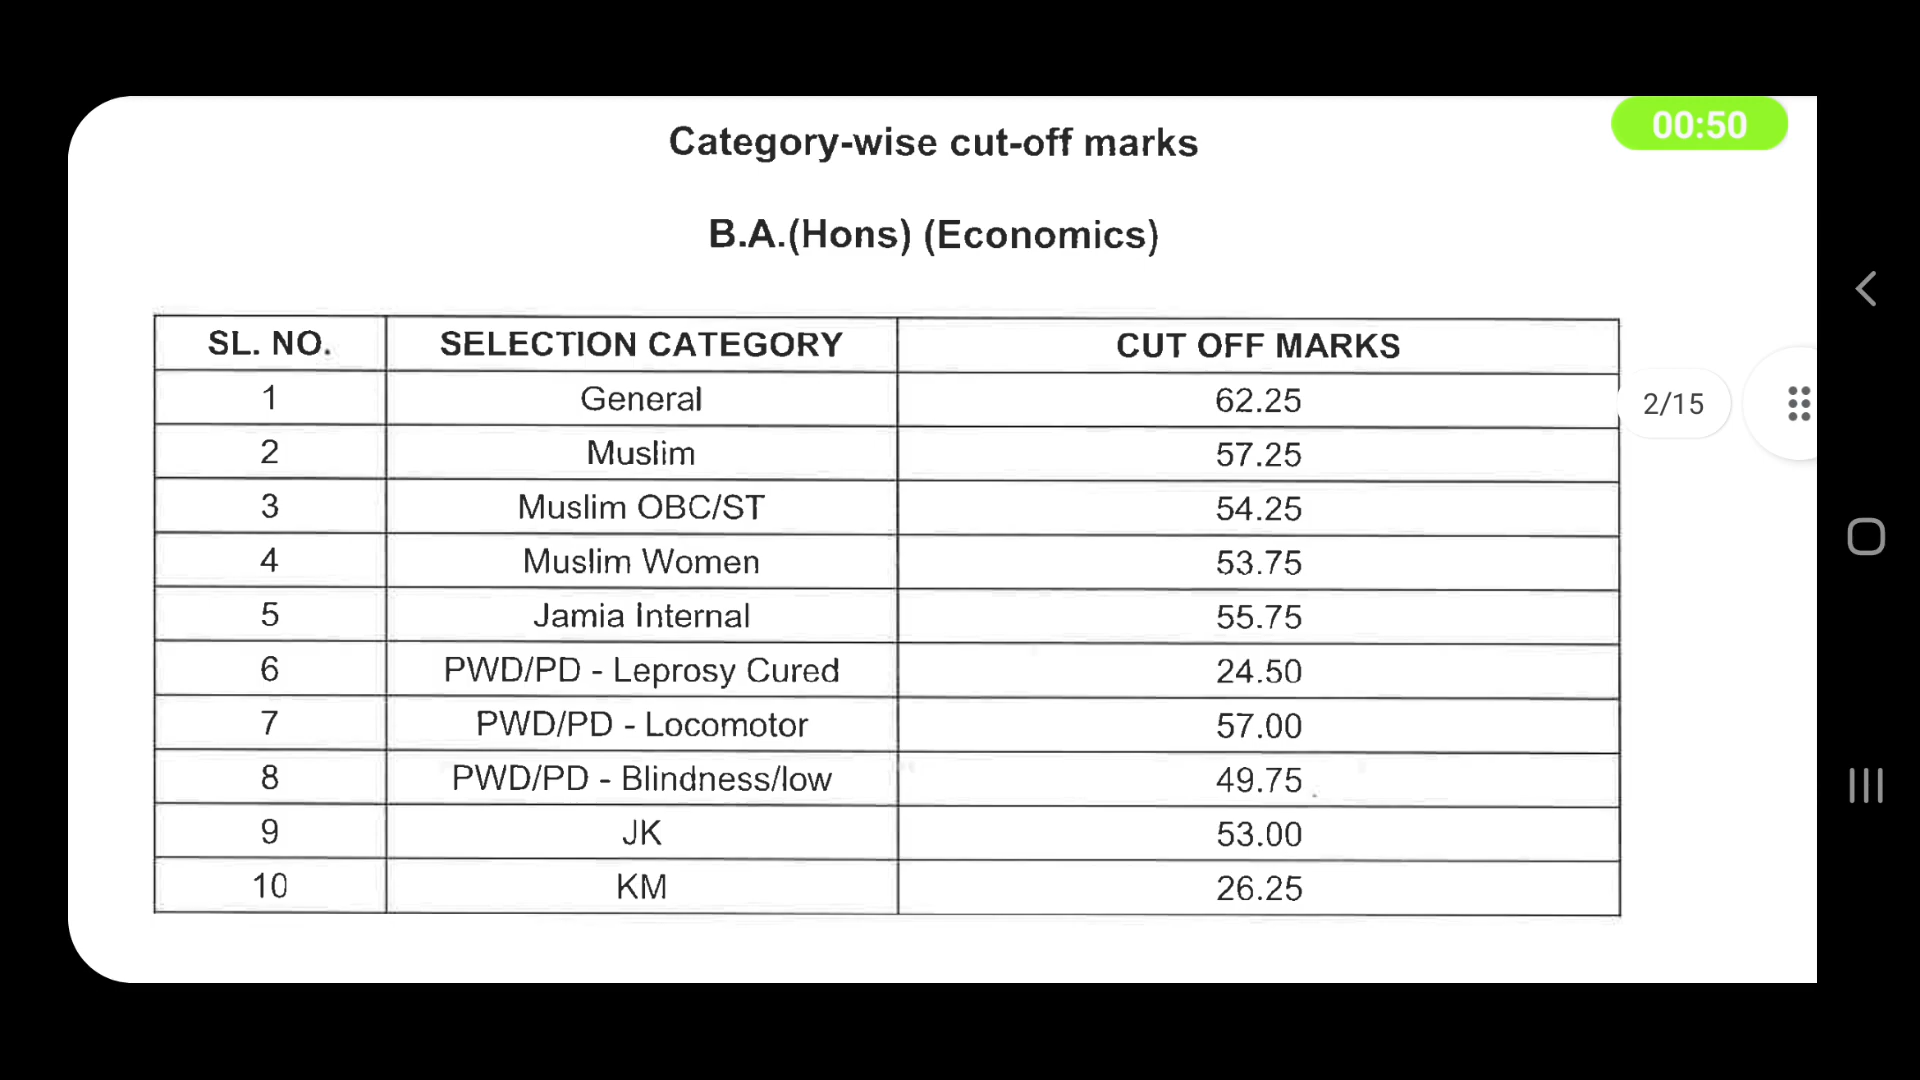 00:50
Category-wise cut-off marks
B.A.(Hons) (Economics)
SL. NO. SELECTION CATEGORY CUT OFF MARKS
1 General 62.25
2 Muslim 57.25
3 Muslim OBC/ST 54.25
4 Muslim Women 53.75
5 Jamia Internal 55.75
6 PWD/PD - Leprosy Cured 24.50
7 PWD/PD - Locomotor 57.00
8 PWD/PD - Blindness/low 49.75
9 JK 53.00
10 KM 26.25
2/15